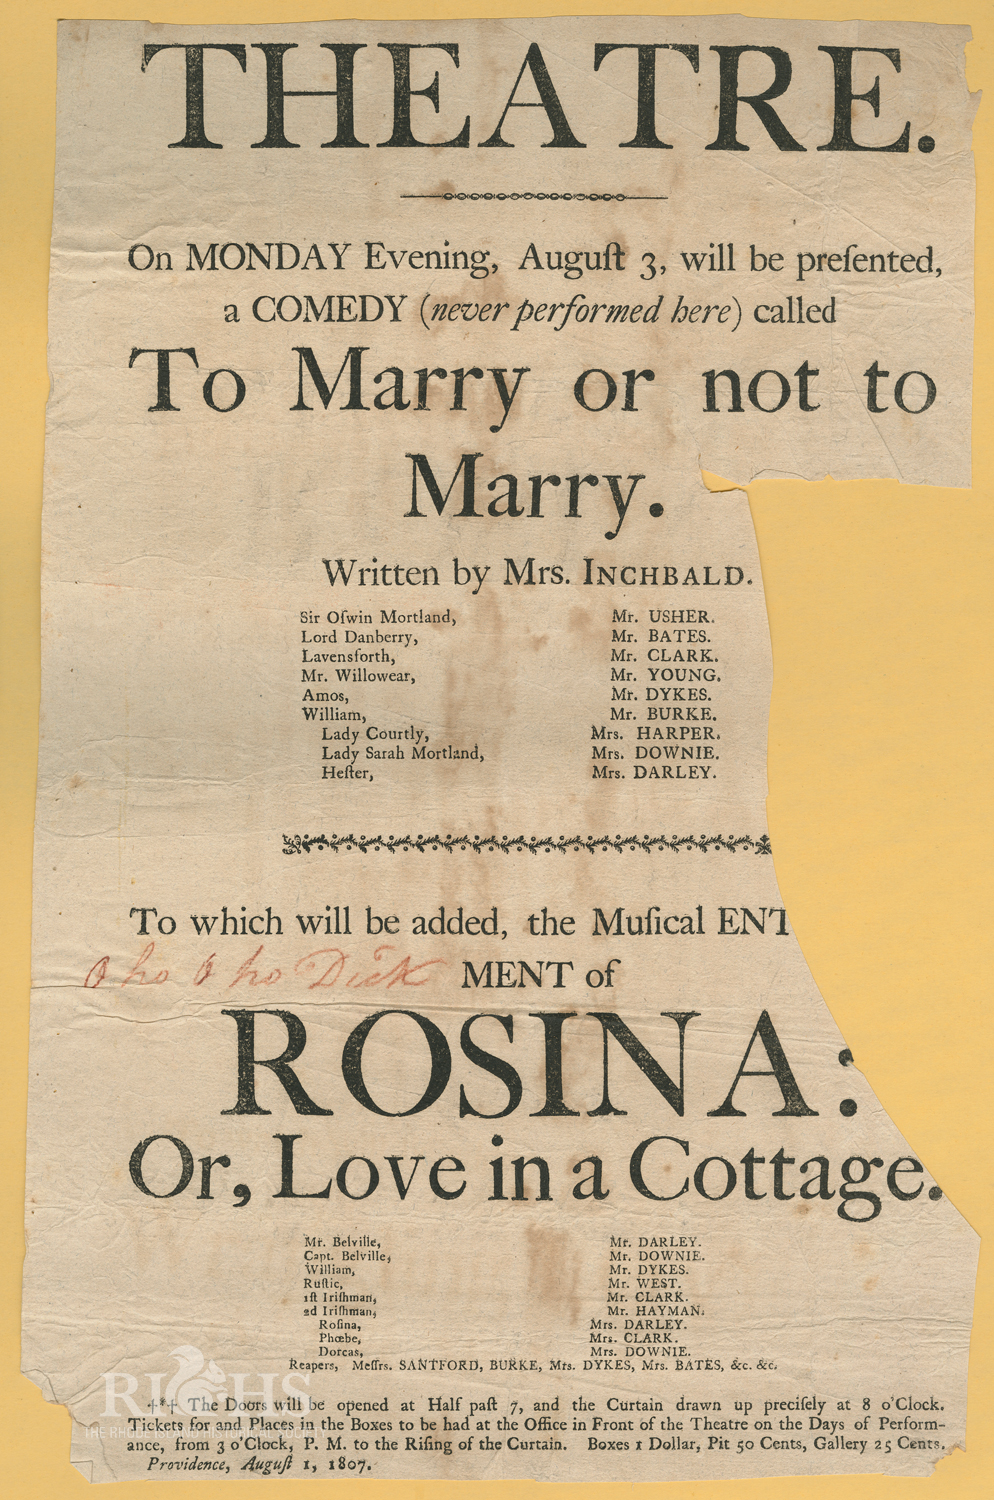 THEATRE.
On MONDAY Evening, Auguſt 3, will be preſented,
a COMEDY (never performed here) called
To Marry or not to
Marry.
Written by Mrs. INCHBALD.
Sir Oſwin Mortland, Mr. USHER.
Lord Danberry, Mr. BATES.
Lavensforth, Mr. CLARK.
Mr. Willowear, Mr. YOUNG.
Amos, Mr. DYKES.
William, Mr. BURKE.
Lady Courtly, Mrs. HARPER.
Lady Sarah Mortland, Mrs. DOWNIE.
Heſter, Mrs. DARLEY.
To which will be added, the Muſical ENT
O ho O ho Dick MENT of
ROSINA:
Or, Love in a Cottage.
Mr. Belville, Mr. DARLEY.
Capt. Belville, Mr. DOWNIE.
William, Mr. DYKES.
Ruſtic, Mr. WEST.
1ſt Iriſhman, Mr. CLARK.
2d Iriſhman, Mr. HAYMAN.
Roſina, Mrs. DARLEY.
Phœbe, Mrs. CLARK.
Dorcas, Mrs. DOWNIE.
Reapers, Meſſrs. SANTFORD, BURKE, Mrs. DYKES, Mrs. BATES, &c. &c.
†*† The Doors will be opened at Half paſt 7, and the Curtain drawn up preciſely at 8 o'Clock.
Tickets for and Places in the Boxes to be had at the Office in Front of the Theatre on the Days of Perform-
ance, from 3 o'Clock, P. M. to the Riſing of the Curtain. Boxes 1 Dollar, Pit 50 Cents, Gallery 25 Cents.
Providence, Auguſt 1, 1807.
RIHS
THE RHODE ISLAND HISTORICAL SOCIETY